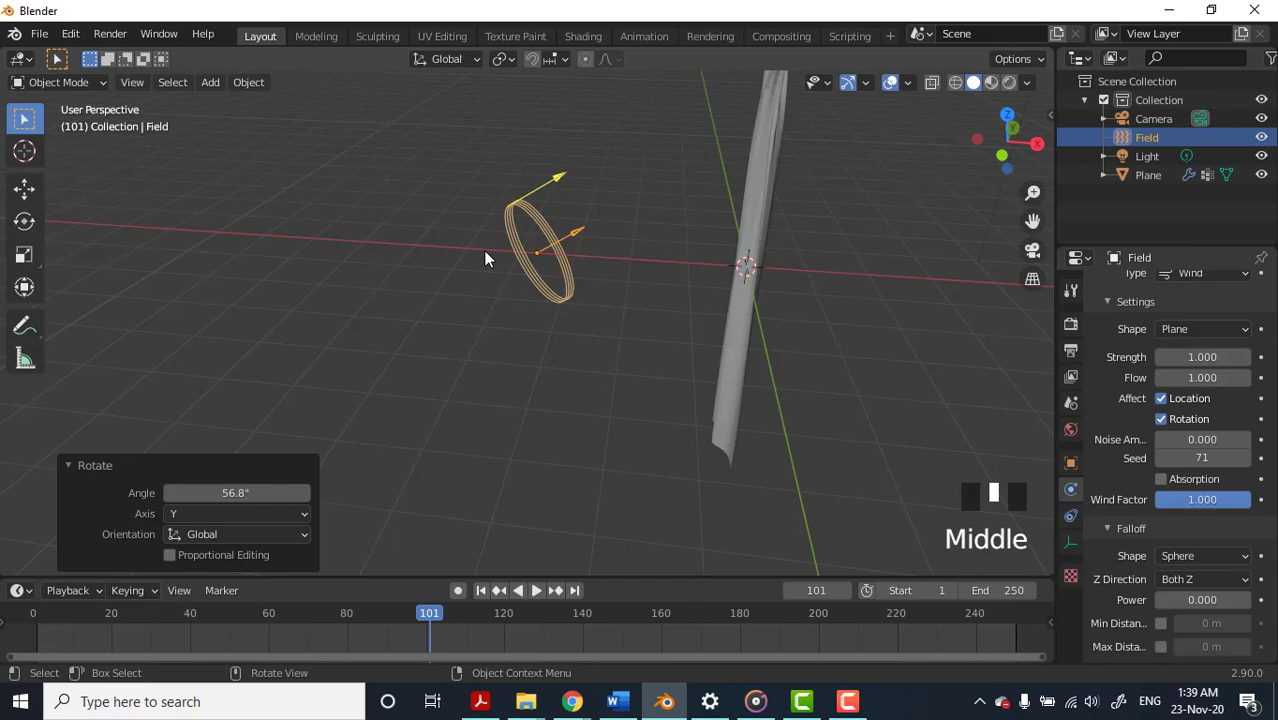 Blender
File Edit Render Window Help Layout Modeling Sculpting UV Editing Texture Paint Shading Animation Rendering Compositing Scripting Scene View Layer
Global Options
Object Mode View Select Add Object
User Perspective
(101) Collection | Field
Z
Y
X
Scene Collection
Collection
Camera
Field
Light
Plane
Field
Type Wind
Settings
Shape Plane
Strength 1.000
Flow 1.000
Affect Location
Rotation
Noise Am... 0.000
Seed 71
Absorption
Wind Factor 1.000
Falloff
Shape Sphere
Z Direction Both Z
Power 0.000
Min Distan... 0 m
Max Distan... 0 m
Rotate
Angle 56.8°
Axis Y
Orientation Global
Proportional Editing
Middle
Playback Keying View Marker 101 Start 1 End 250
0 20 40 60 80 101 120 140 160 180 200 220 240
Select Box Select Rotate View Object Context Menu 2.90.0
Type here to search
ENG
1:39 AM
23-Nov-20
3